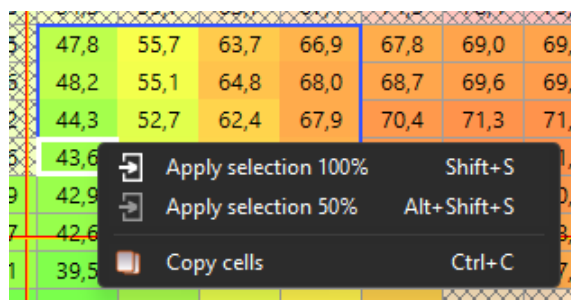 47,8 55,7 63,7 66,9 67,8 69,0 69,
48,2 55,1 64,8 68,0 68,7 69,6 69,
44,3 52,7 62,4 67,9 70,4 71,3 71,
43,6
Apply selection 100% Shift+S
42,9
Apply selection 50% Alt+Shift+S
42,6
39,5
Copy cells Ctrl+C